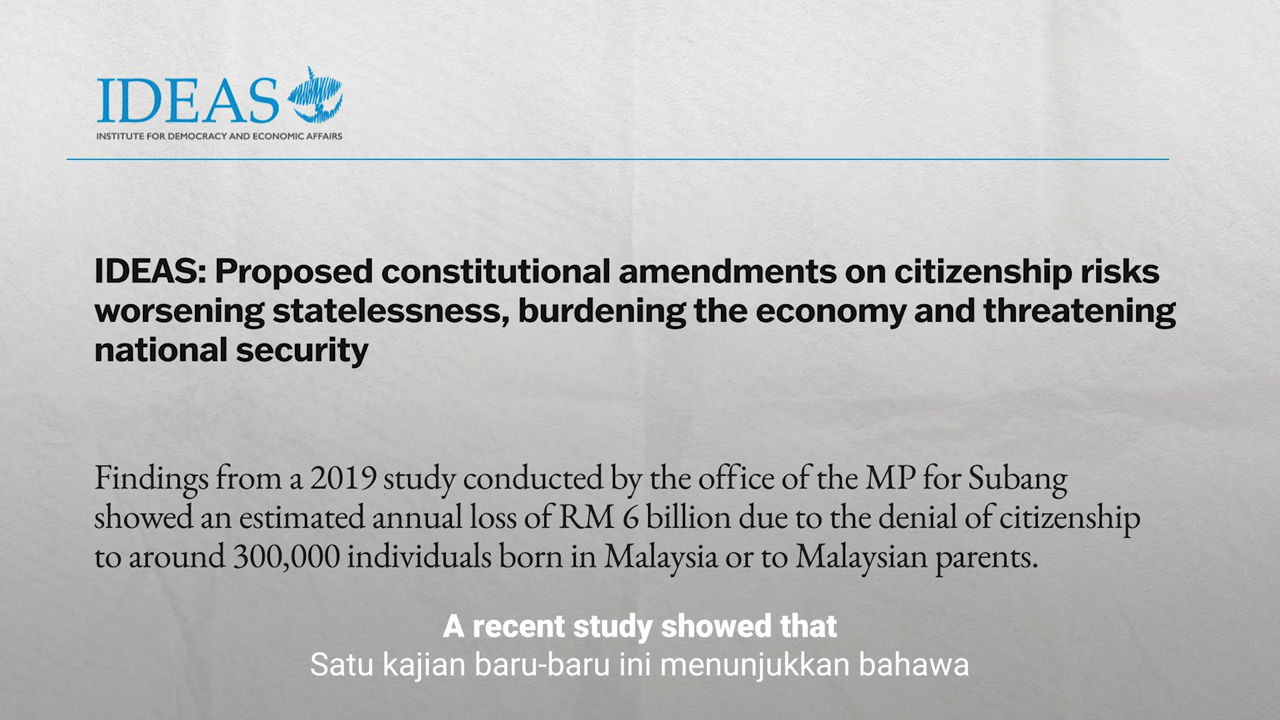 IDEAS
INSTITUTE FOR DEMOCRACY AND ECONOMIC AFFAIRS
IDEAS: Proposed constitutional amendments on citizenship risks
worsening statelessness, burdening the economy and threatening
national security
Findings from a 2019 study conducted by the office of the MP for Subang
showed an estimated annual loss of RM 6 billion due to the denial of citizenship
to around 300,000 individuals born in Malaysia or to Malaysian parents.
A recent study showed that
Satu kajian baru-baru ini menunjukkan bahawa